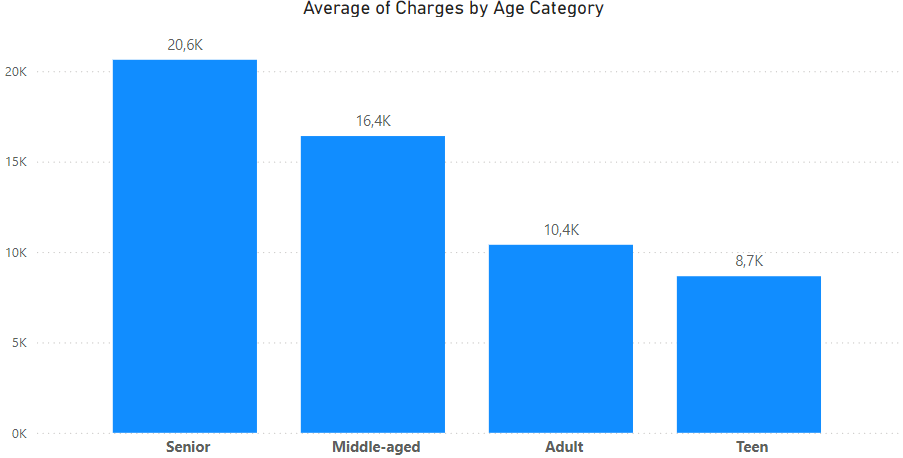 Average of Charges by Age Category
20,6K
20K
16,4K
15K
10,4K
10K
8,7K
5K
0K
Senior Middle-aged Adult Teen